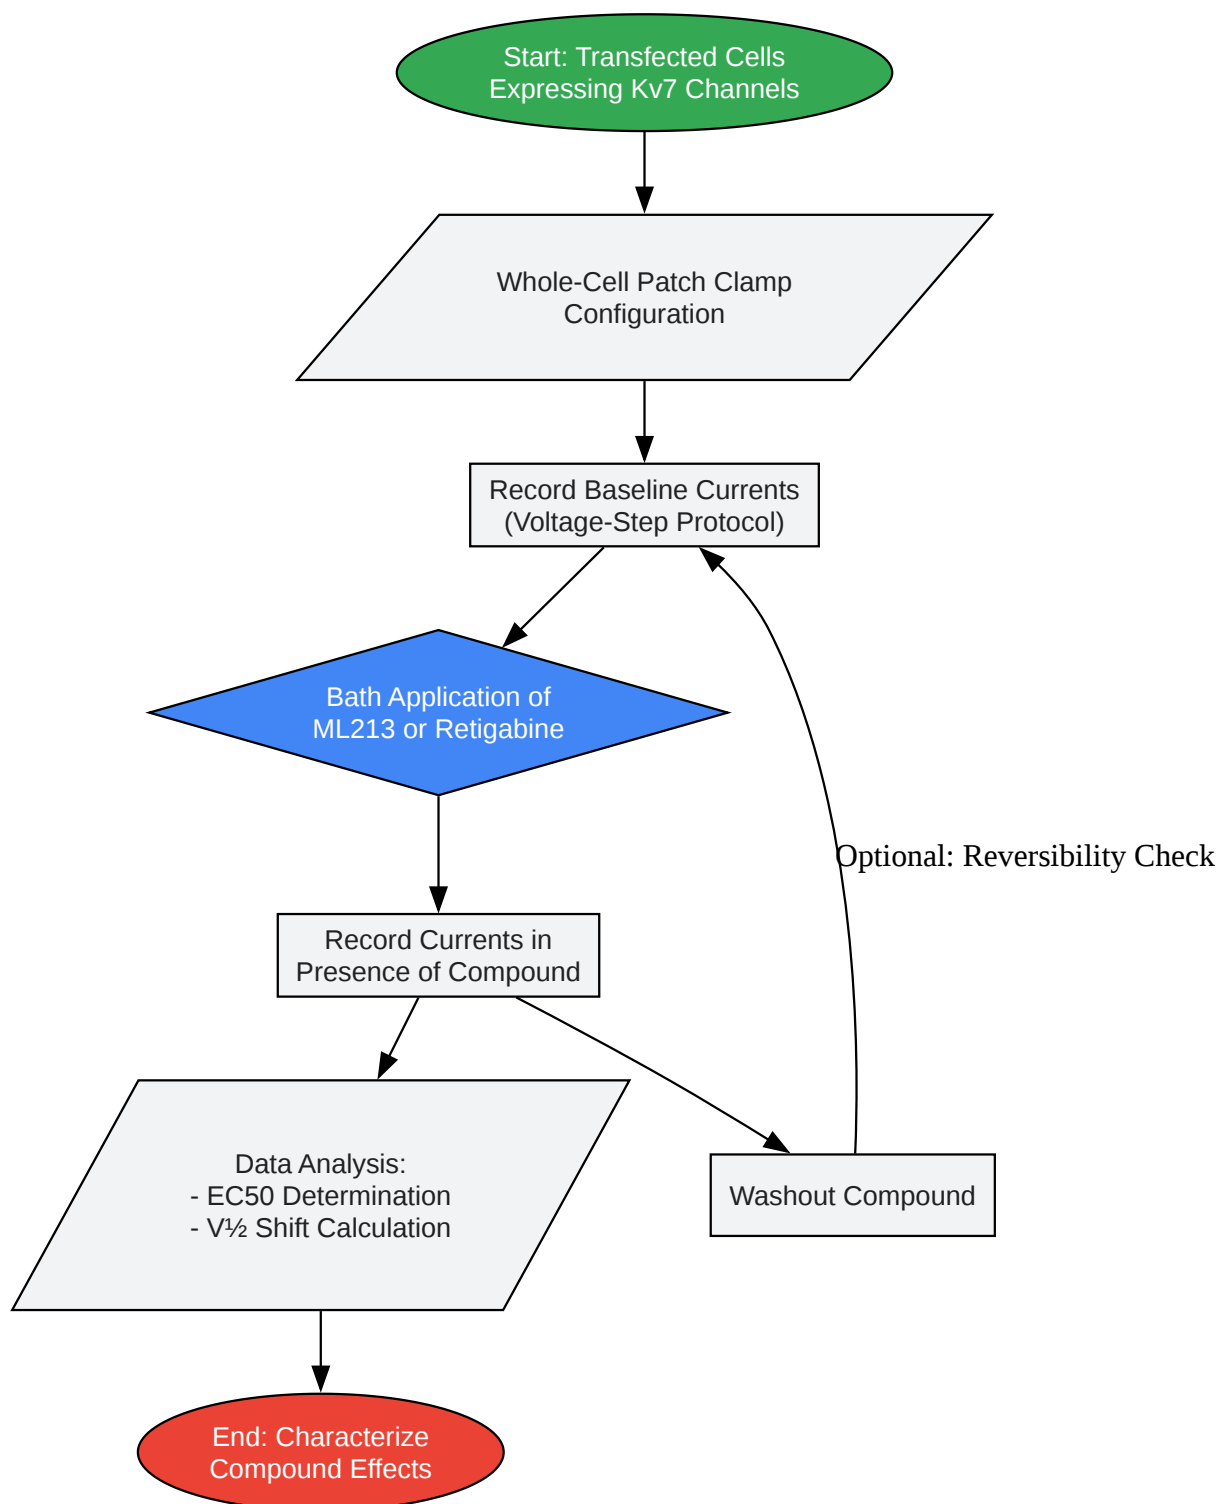 Start: Transfected Cells
Expressing Kv7 Channels
Whole-Cell Patch Clamp
Configuration
Record Baseline Currents
(Voltage-Step Protocol)
Bath Application of
ML213 or Retigabine
Optional: Reversibility Check
Record Currents in
Presence of Compound
Data Analysis:
- EC50 Determination
- V½ Shift Calculation
Washout Compound
End: Characterize
Compound Effects